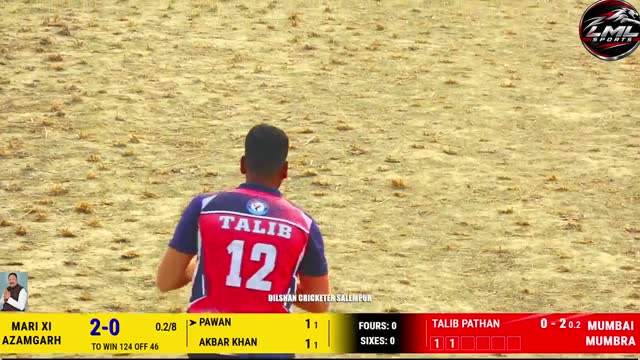 LML
SPORTS
TALIB
12
DILSHAN CRICKETER SALEMPUR
MARI XI
AZAMGARH
2-0
0.2/8
TO WIN 124 OFF 46
PAWAN
1 1
AKBAR KHAN
1 1
FOURS: 0
SIXES: 0
TALIB PATHAN
0 - 2 0.2
1 1
MUMBAI
MUMBRA